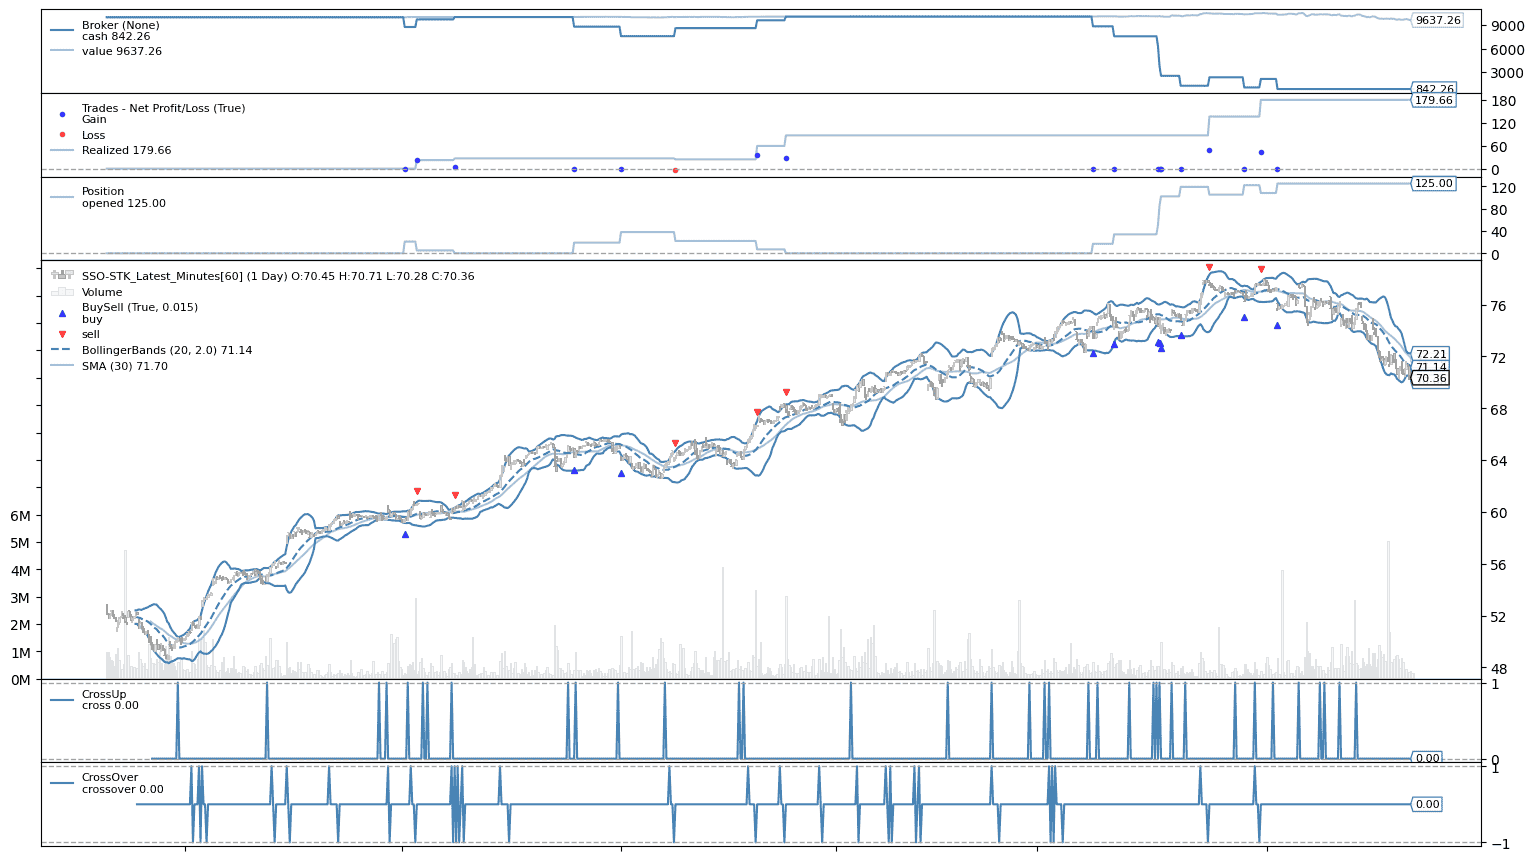 Broker (None)
cash 842.26
value 9637.26
9637.26
9000
6000
3000
842.26
Trades - Net Profit/Loss (True)
Gain
Loss
Realized 179.66
179.66
180
120
60
0
Position
opened 125.00
125.00
120
80
40
0
SSO-STK_Latest_Minutes[60] (1 Day) O:70.45 H:70.71 L:70.28 C:70.36
Volume
BuySell (True, 0.015)
buy
sell
BollingerBands (20, 2.0) 71.14
SMA (30) 71.70
76
72
68
64
60
56
52
48
72.21
71.14
70.36
6M
5M
4M
3M
2M
1M
0M
CrossUp
cross 0.00
1
0.00
0
CrossOver
crossover 0.00
1
0.00
−1